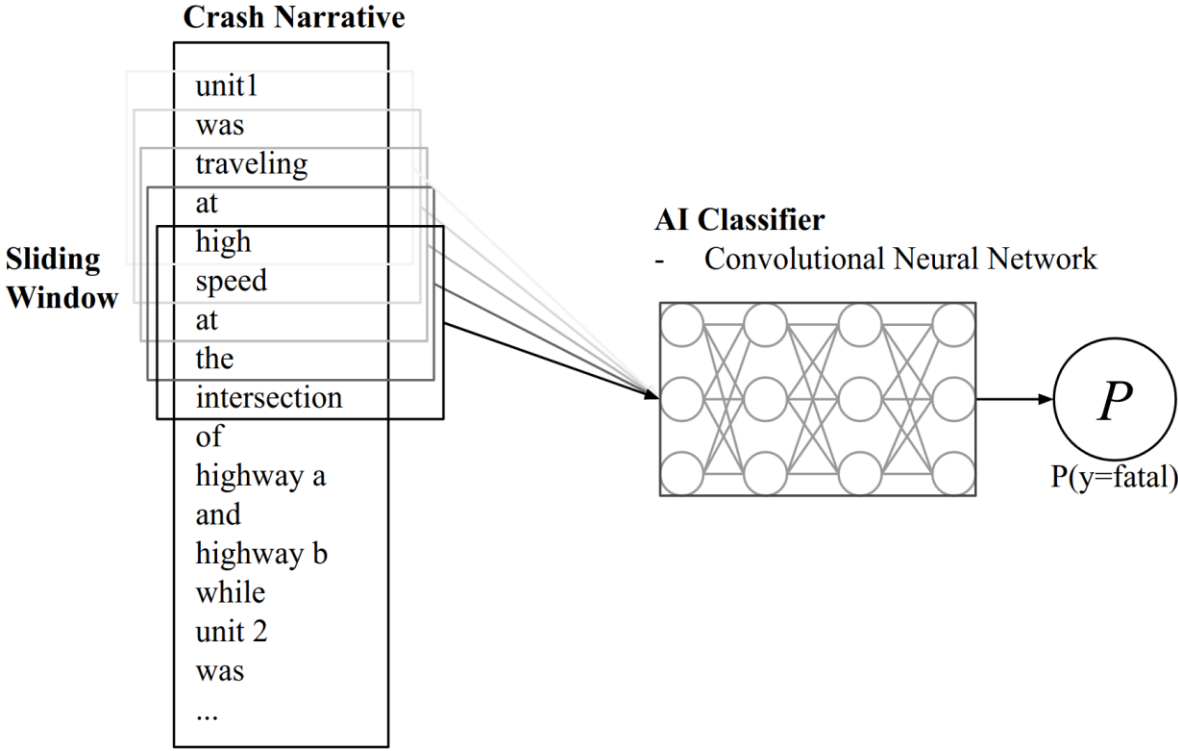 Crash Narrative
unit1
was
traveling
at
high
speed
at
the
intersection
of
highway a
and
highway b
while
unit 2
was
...
Sliding
Window
AI Classifier
- Convolutional Neural Network
P
P(y=fatal)